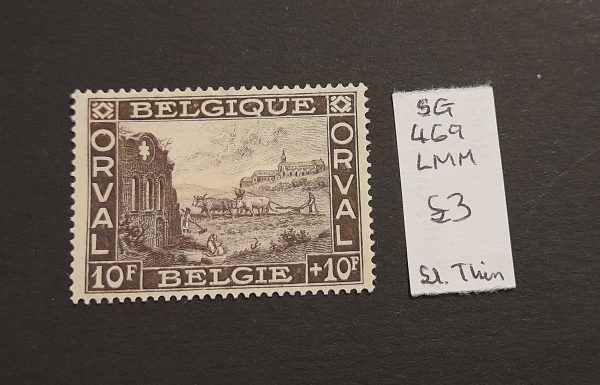 BELGIQUE
ORVAL
ORVAL
10F BELGIE +10F
SG
469
LMM
£3
Sl. Thin